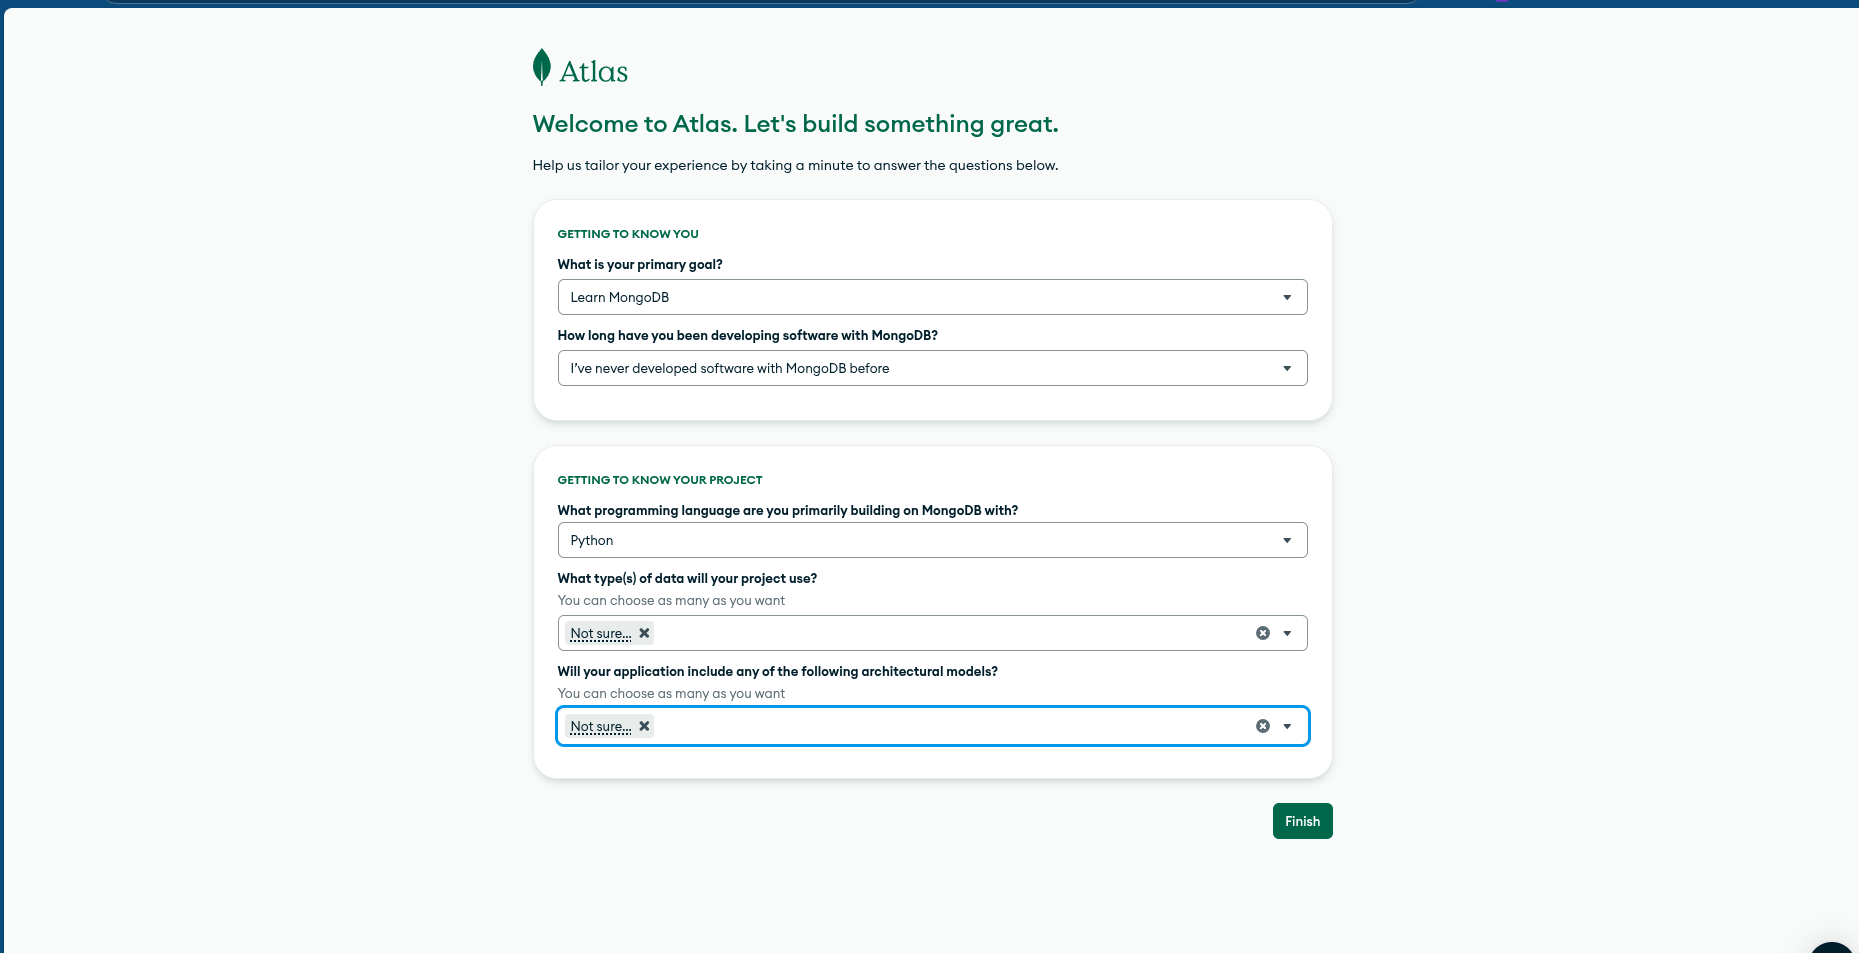 Atlas
Welcome to Atlas. Let's build something great.
Help us tailor your experience by taking a minute to answer the questions below.
GETTING TO KNOW YOU
What is your primary goal?
Learn MongoDB
How long have you been developing software with MongoDB?
I've never developed software with MongoDB before
GETTING TO KNOW YOUR PROJECT
What programming language are you primarily building on MongoDB with?
Python
What type(s) of data will your project use?
You can choose as many as you want
Not sure...
Will your application include any of the following architectural models?
You can choose as many as you want
Not sure...
Finish